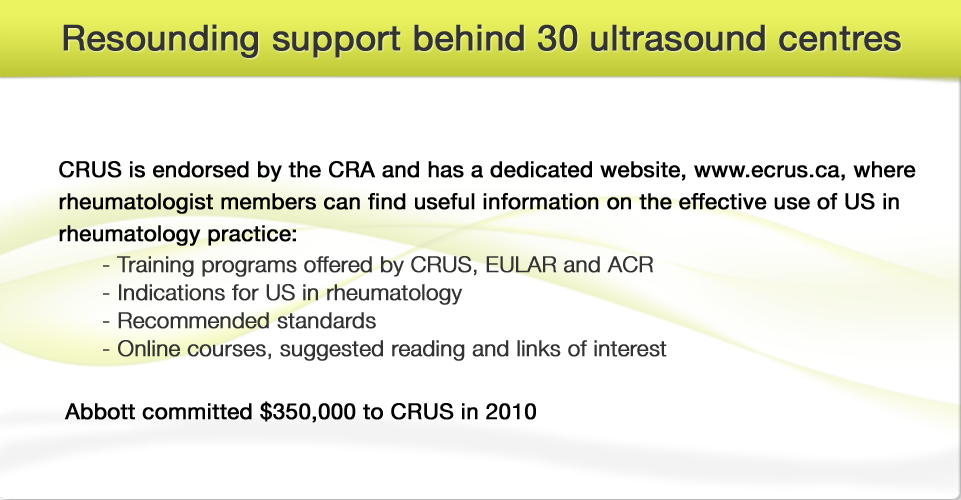 Resounding support behind 30 ultrasound centres
CRUS is endorsed by the CRA and has a dedicated website, www.ecrus.ca, where
rheumatologist members can find useful information on the effective use of US in
rheumatology practice:
- Training programs offered by CRUS, EULAR and ACR
- Indications for US in rheumatology
- Recommended standards
- Online courses, suggested reading and links of interest
Abbott committed $350,000 to CRUS in 2010